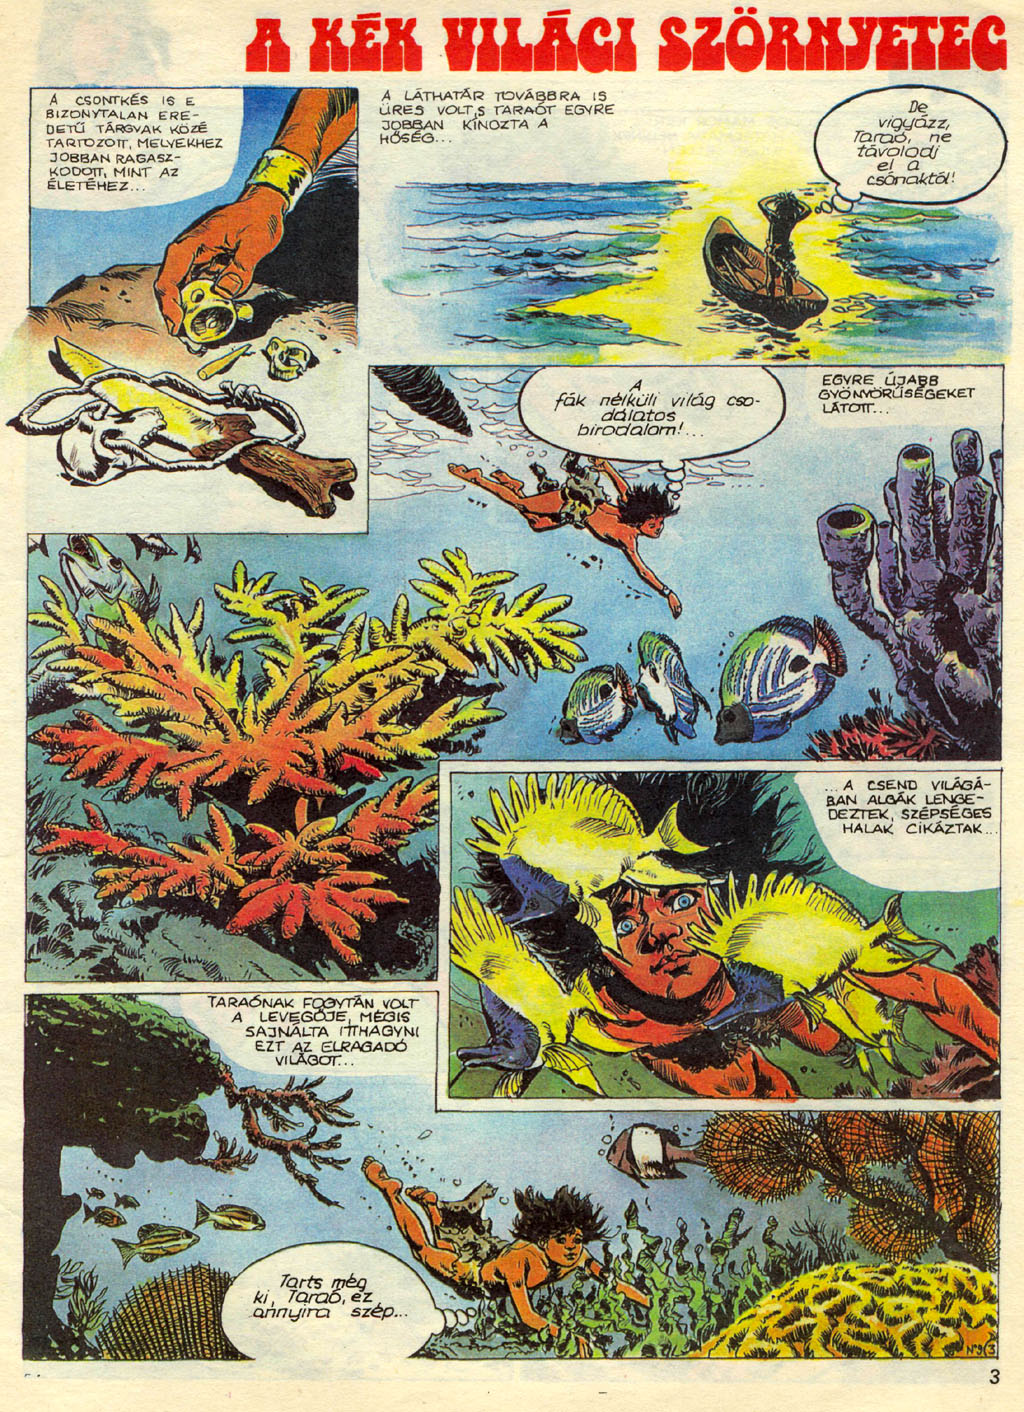 A KÉK VILÁGI SZÖRNYETEG
A CSONTKÉS IS E
BIZONYTALAN ERE-
DETŰ TÁRGYAK KÖZÉ
TARTOZOTT, MELYEKHEZ
JOBBAN RAGASZ-
KODOTT, MINT AZ
ÉLETÉHEZ...
A LÁTHATÁR TOVÁBBRA IS
ÜRES VOLT,S TARAÓT EGYRE
JOBBAN KÍNOZTA A
HŐSÉG...
De
vigyázz,
Taraó, ne
távolodj
el a
csónaktól!
A
fák nélküli világ cso-
dálatos
birodalom!...
EGYRE ÚJABB
GYÖNYÖRŰSÉGEKET
LÁTOTT...
...A CSEND VILÁGÁ-
BAN ALGÁK LENGE-
DEZTEK, SZÉPSÉGES
HALAK CIKÁZTAK...
TARAÓNAK FOGYTÁN VOLT
A LEVEGŐJE, MÉGIS
SAJNÁLTA ITTHAGYNI
EZT AZ ELRAGADÓ
VILÁGOT...
Tarts még
ki, Taraó, ez
annyira szép...
N°9(3
3